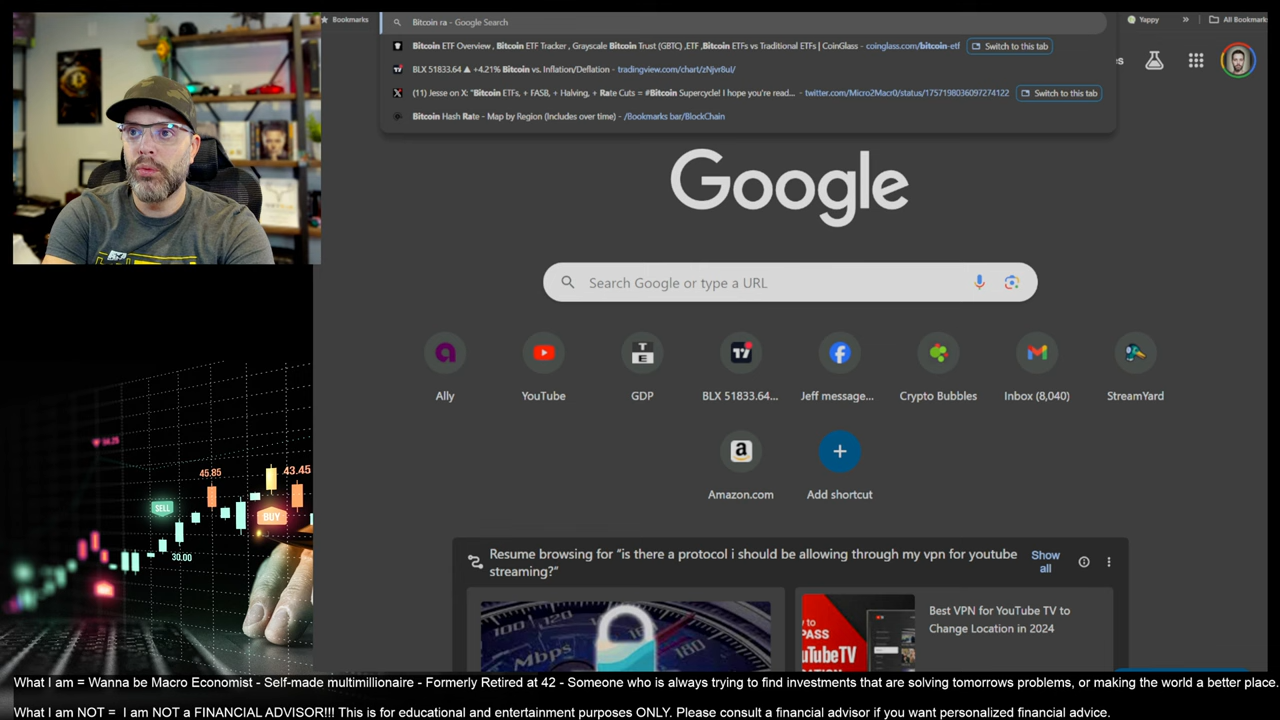 Bookmarks
Bitcoin ra - Google Search
Yappy
»
All Bookmarks
Bitcoin ETF Overview , Bitcoin ETF Tracker , Grayscale Bitcoin Trust (GBTC) ,ETF ,Bitcoin ETFs vs Traditional ETFs | CoinGlass - coinglass.com/bitcoin-etf
Switch to this tab
BLX 51833.64 ▲ +4.21% Bitcoin vs. Inflation/Deflation - tradingview.com/chart/zNjvr8ul/
(11) Jesse on X: "Bitcoin ETFs, + FASB, + Halving, + Rate Cuts = #Bitcoin Supercycle! I hope you're read... - twitter.com/Micro2Macr0/status/1757198036097274122
Switch to this tab
Bitcoin Hash Rate - Map by Region (Includes over time) - /Bookmarks bar/BlockChain
Google
Search Google or type a URL
Ally
YouTube
T
E
GDP
BLX 51833.64...
Jeff message...
Crypto Bubbles
Inbox (8,040)
StreamYard
Amazon.com
Add shortcut
Resume browsing for "is there a protocol i should be allowing through my vpn for youtube
streaming?"
Show
all
Best VPN for YouTube TV to
Change Location in 2024
Mbps
100
180
45.85
43.45
SELL
BUY
30.00
What I am = Wanna be Macro Economist - Self-made multimillionaire - Formerly Retired at 42 - Someone who is always trying to find investments that are solving tomorrows problems, or making the world a better place.
What I am NOT = I am NOT a FINANCIAL ADVISOR!!! This is for educational and entertainment purposes ONLY. Please consult a financial advisor if you want personalized financial advice.